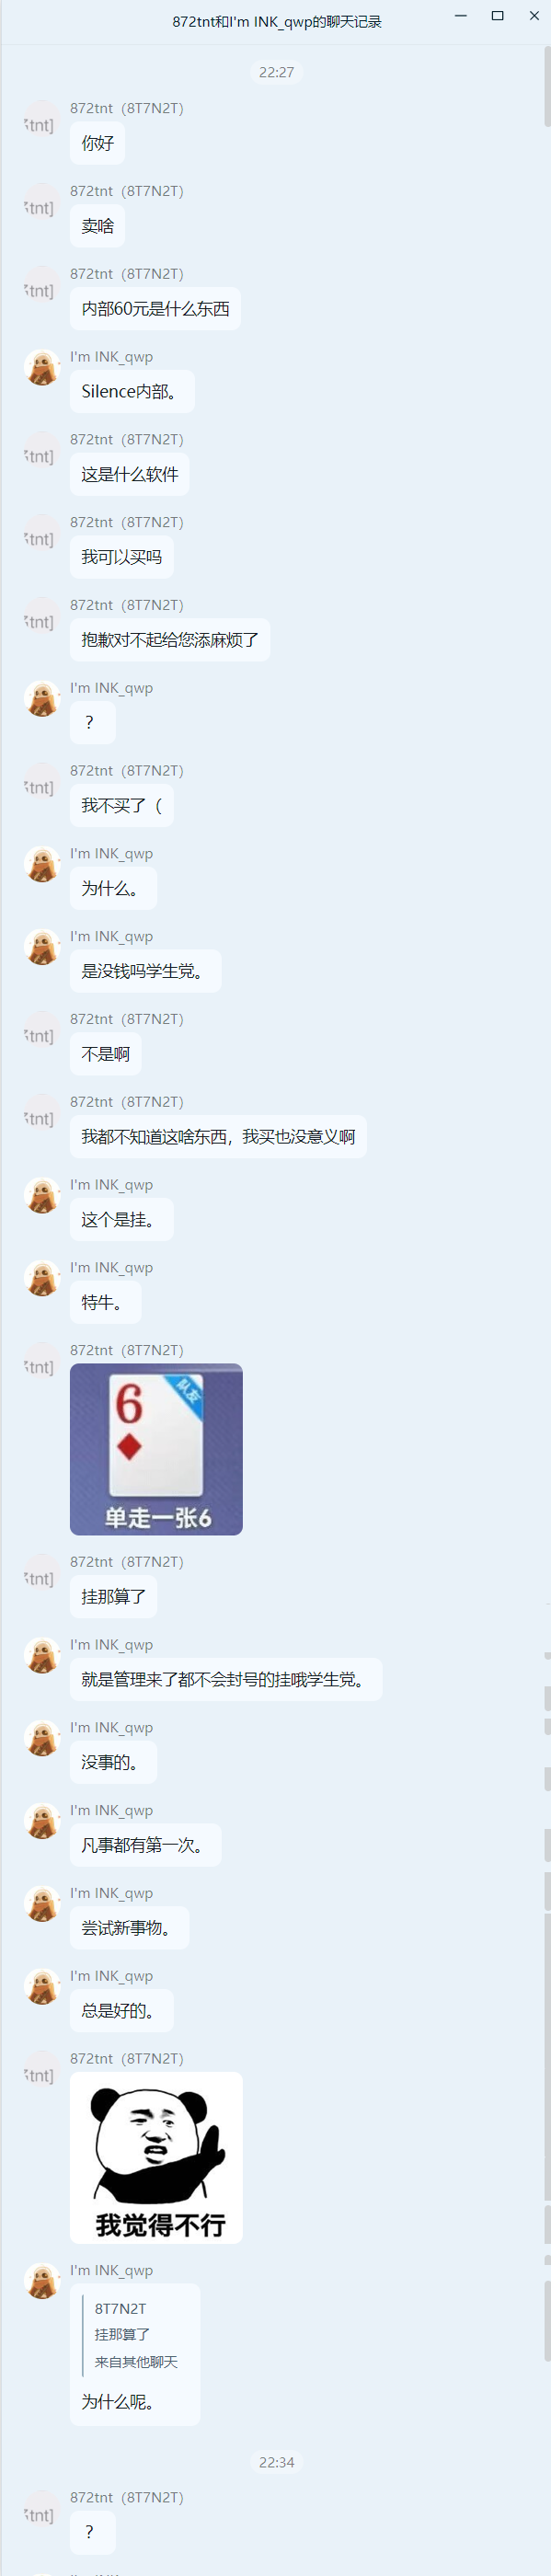 872tnt和I'm INK_qwp的聊天记录
22:27
872tnt（8T7N2T）
tnt]
你好
872tnt（8T7N2T）
tnt]
卖啥
872tnt（8T7N2T）
tnt]
内部60元是什么东西
I'm INK_qwp
Silence内部。
872tnt（8T7N2T）
tnt]
这是什么软件
872tnt（8T7N2T）
tnt]
我可以买吗
872tnt（8T7N2T）
tnt]
抱歉对不起给您添麻烦了
I'm INK_qwp
？
872tnt（8T7N2T）
tnt]
我不买了（
I'm INK_qwp
为什么。
I'm INK_qwp
是没钱吗学生党。
872tnt（8T7N2T）
tnt]
不是啊
872tnt（8T7N2T）
tnt]
我都不知道这啥东西，我买也没意义啊
I'm INK_qwp
这个是挂。
I'm INK_qwp
特牛。
872tnt（8T7N2T）
tnt]
6
队友
单走一张6
872tnt（8T7N2T）
tnt]
挂那算了
I'm INK_qwp
就是管理来了都不会封号的挂哦学生党。
I'm INK_qwp
没事的。
I'm INK_qwp
凡事都有第一次。
I'm INK_qwp
尝试新事物。
I'm INK_qwp
总是好的。
872tnt（8T7N2T）
tnt]
我觉得不行
I'm INK_qwp
8T7N2T
挂那算了
来自其他聊天
为什么呢。
22:34
872tnt（8T7N2T）
tnt]
？